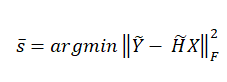 s̄ = argmin ‖Ỹ − H̃X‖²_F